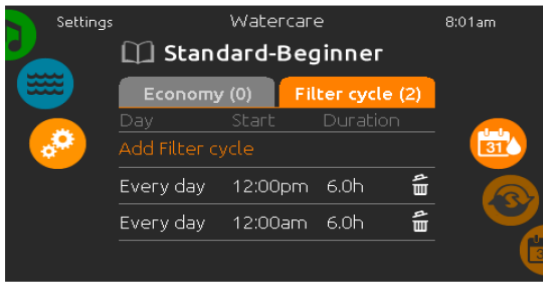 Settings Watercare 8:01am
Standard-Beginner
Economy (0) Filter cycle (2)
Day Start Duration
Add Filter cycle
Every day 12:00pm 6.0h
31
Every day 12:00am 6.0h